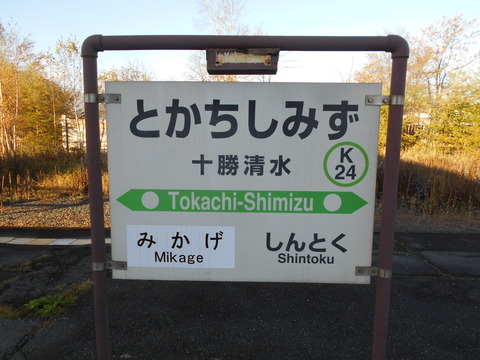 とかちしみず
十勝清水
K
24
Tokachi-Shimizu
みかげ
Mikage
しんとく
Shintoku